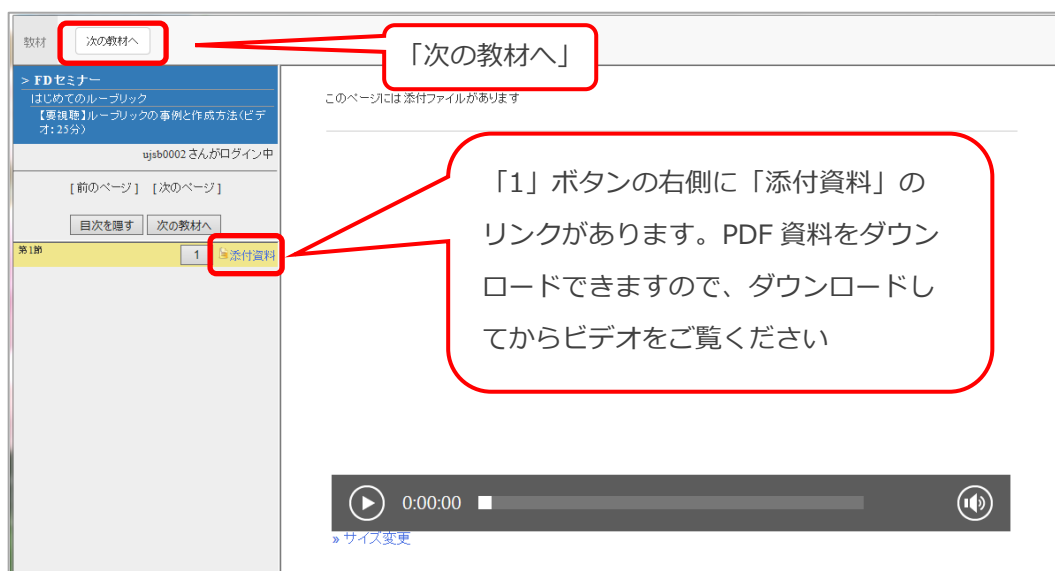 教材 次の教材へ
「次の教材へ」
> FDセミナー
はじめてのルーブリック
【要視聴】ルーブリックの事例と作成方法(ビデ
オ:25分)
ujsb0002 さんがログイン中
[前のページ] [次のページ]
目次を隠す 次の教材へ
第1節 1 添付資料
このページには添付ファイルがあります
「1」ボタンの右側に「添付資料」の
リンクがあります。PDF 資料をダウン
ロードできますので、ダウンロードし
てからビデオをご覧ください
0:00:00
» サイズ変更